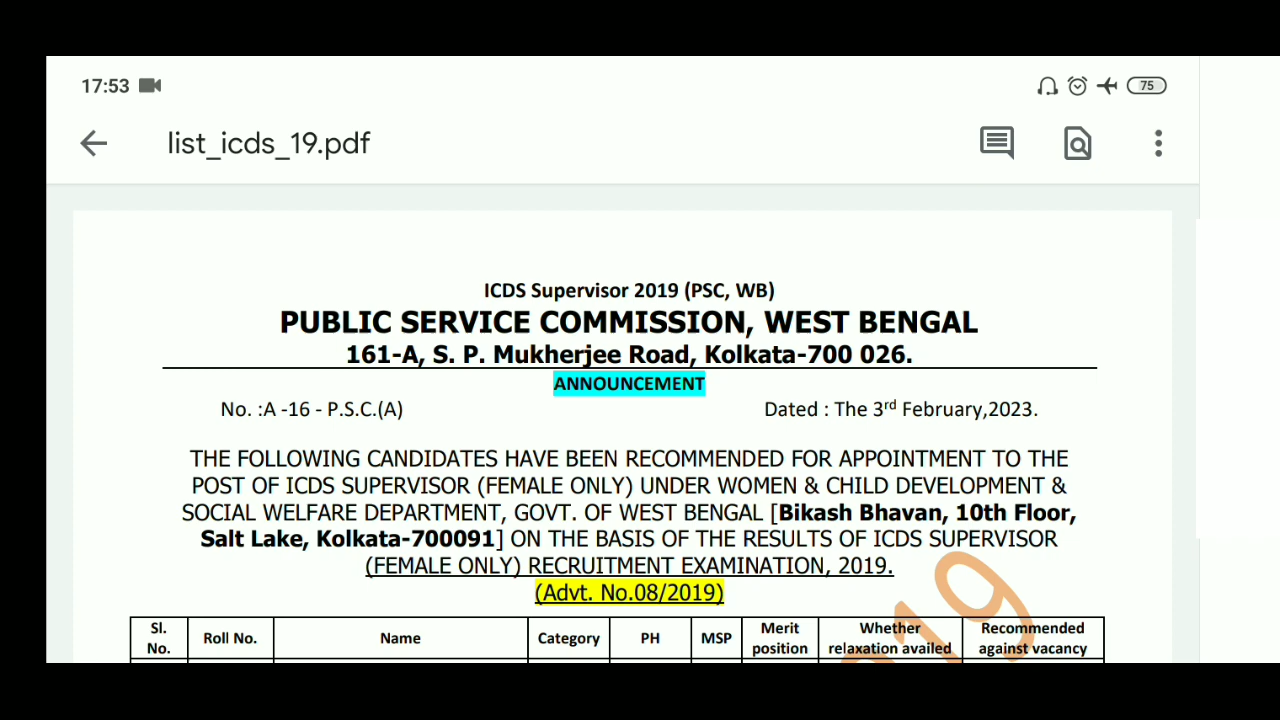 17:53
75
list_icds_19.pdf
ICDS Supervisor 2019 (PSC, WB)
PUBLIC SERVICE COMMISSION, WEST BENGAL
161-A, S. P. Mukherjee Road, Kolkata-700 026.
ANNOUNCEMENT
No. :A -16 - P.S.C.(A) Dated : The 3rd February,2023.
THE FOLLOWING CANDIDATES HAVE BEEN RECOMMENDED FOR APPOINTMENT TO THE
POST OF ICDS SUPERVISOR (FEMALE ONLY) UNDER WOMEN & CHILD DEVELOPMENT &
SOCIAL WELFARE DEPARTMENT, GOVT. OF WEST BENGAL [Bikash Bhavan, 10th Floor,
Salt Lake, Kolkata-700091] ON THE BASIS OF THE RESULTS OF ICDS SUPERVISOR
(FEMALE ONLY) RECRUITMENT EXAMINATION, 2019.
(Advt. No.08/2019)
Sl. No.
Roll No.
Name
Category
PH
MSP
Merit position
Whether relaxation availed
Recommended against vacancy
19